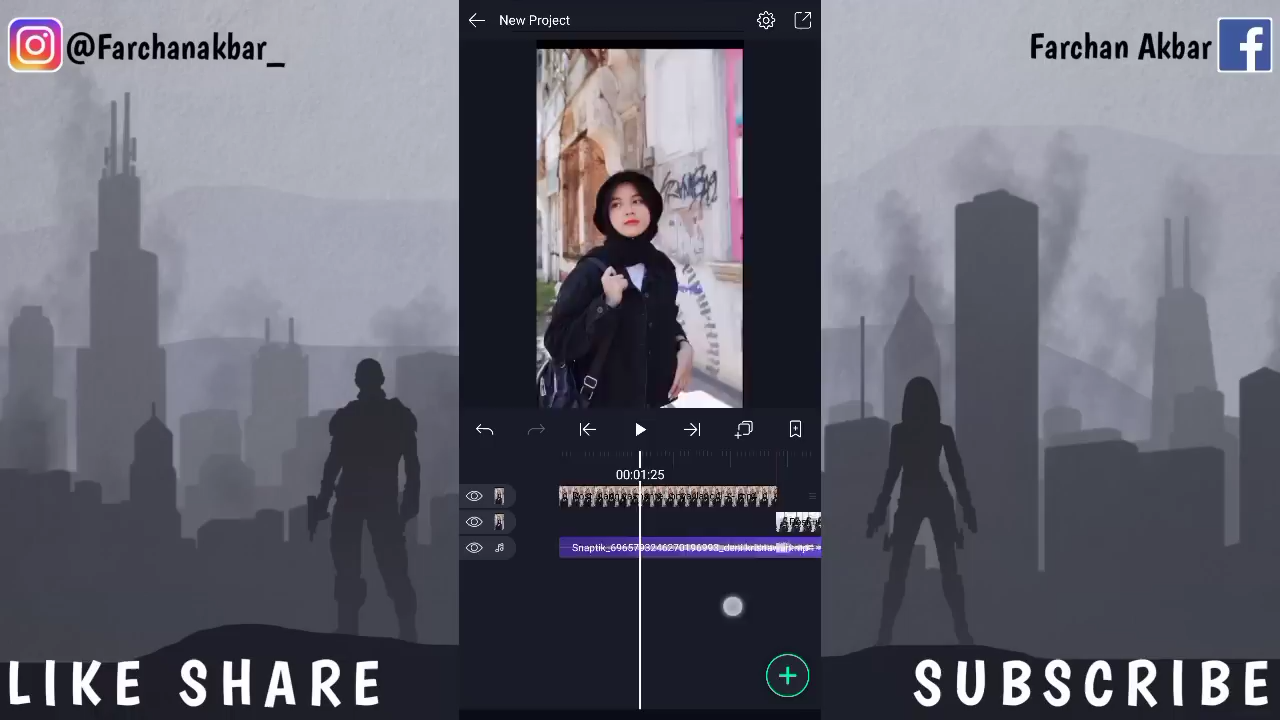 @Farchanakbar_
New Project
Farchan Akbar
00:01:25
LIKE SHARE
SUBSCRIBE